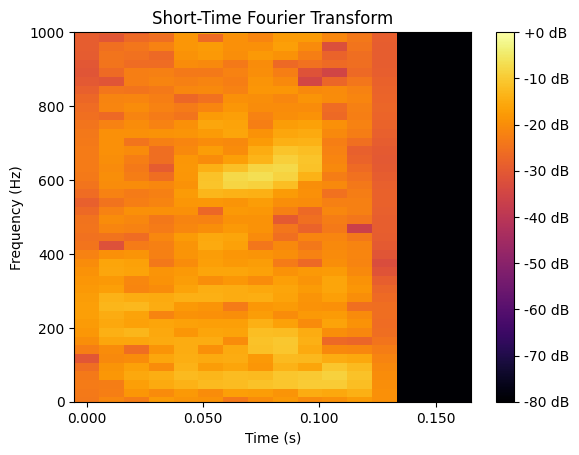 Short-Time Fourier Transform
1000
800
600
400
200
0
Frequency (Hz)
0.000
0.050
0.100
0.150
Time (s)
+0 dB
-10 dB
-20 dB
-30 dB
-40 dB
-50 dB
-60 dB
-70 dB
-80 dB